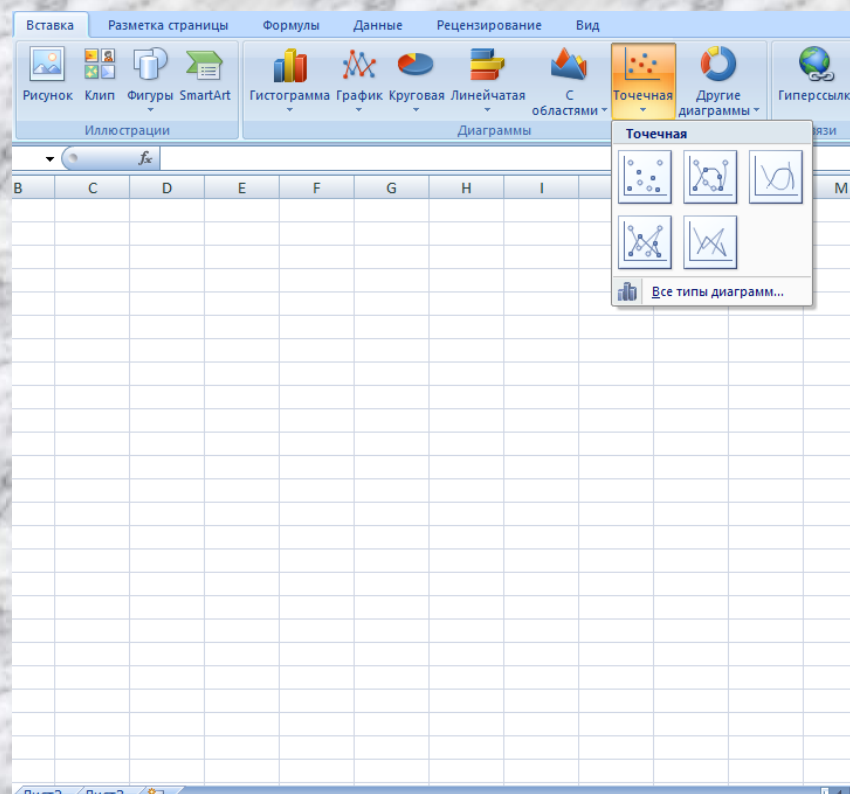 Вставка Разметка страницы Формулы Данные Рецензирование Вид
Рисунок Клип Фигуры SmartArt Гистограмма График Круговая Линейчатая С областями Точечная Другие диаграммы
Иллюстрации Диаграммы
Точечная
fx
B C D E F G H I M
Все типы диаграмм...